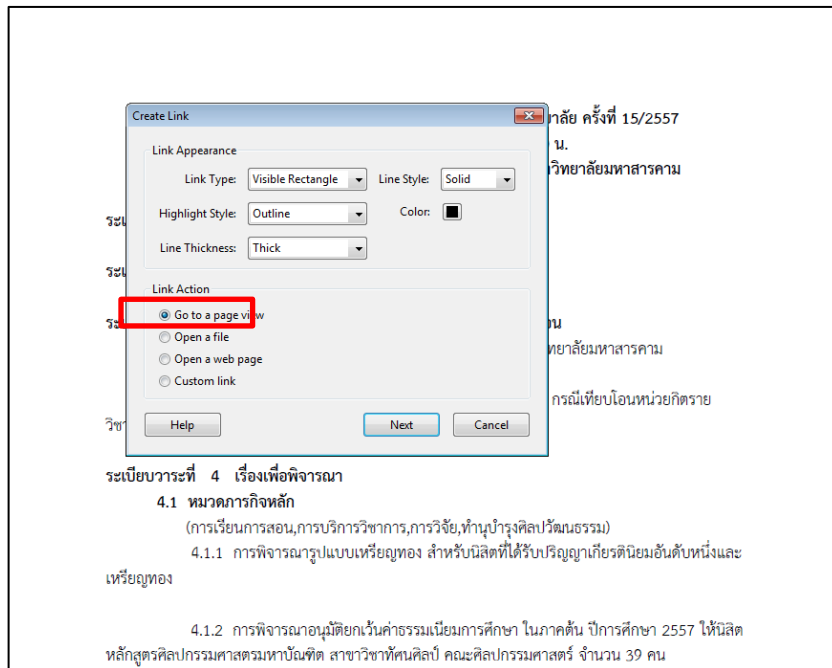 Create Link
าลัย ครั้งที่ 15/2557
น.
วิทยาลัยมหาสารคาม
Link Appearance
Link Type: Visible Rectangle Line Style: Solid
Highlight Style: Outline Color:
Line Thickness: Thick
Link Action
Go to a page view
Open a file
Open a web page
Custom link
ทยาลัยมหาสารคาม
กรณีเทียบโอนหน่วยกิตราย
วิชา
Help Next Cancel
ระเบียบวาระที่ 4 เรื่องเพื่อพิจารณา
4.1 หมวดภารกิจหลัก
(การเรียนการสอน,การบริการวิชาการ,การวิจัย,ทำนุบำรุงศิลปวัฒนธรรม)
4.1.1 การพิจารณารูปแบบเหรียญทอง สำหรับนิสิตที่ได้รับปริญญาเกียรตินิยมอันดับหนึ่งและ
เหรียญทอง
4.1.2 การพิจารณาอนุมัติยกเว้นค่าธรรมเนียมการศึกษา ในภาคต้น ปีการศึกษา 2557 ให้นิสิต
หลักสูตรศิลปกรรมศาสตรมหาบัณฑิต สาขาวิชาทัศนศิลป์ คณะศิลปกรรมศาสตร์ จำนวน 39 คน